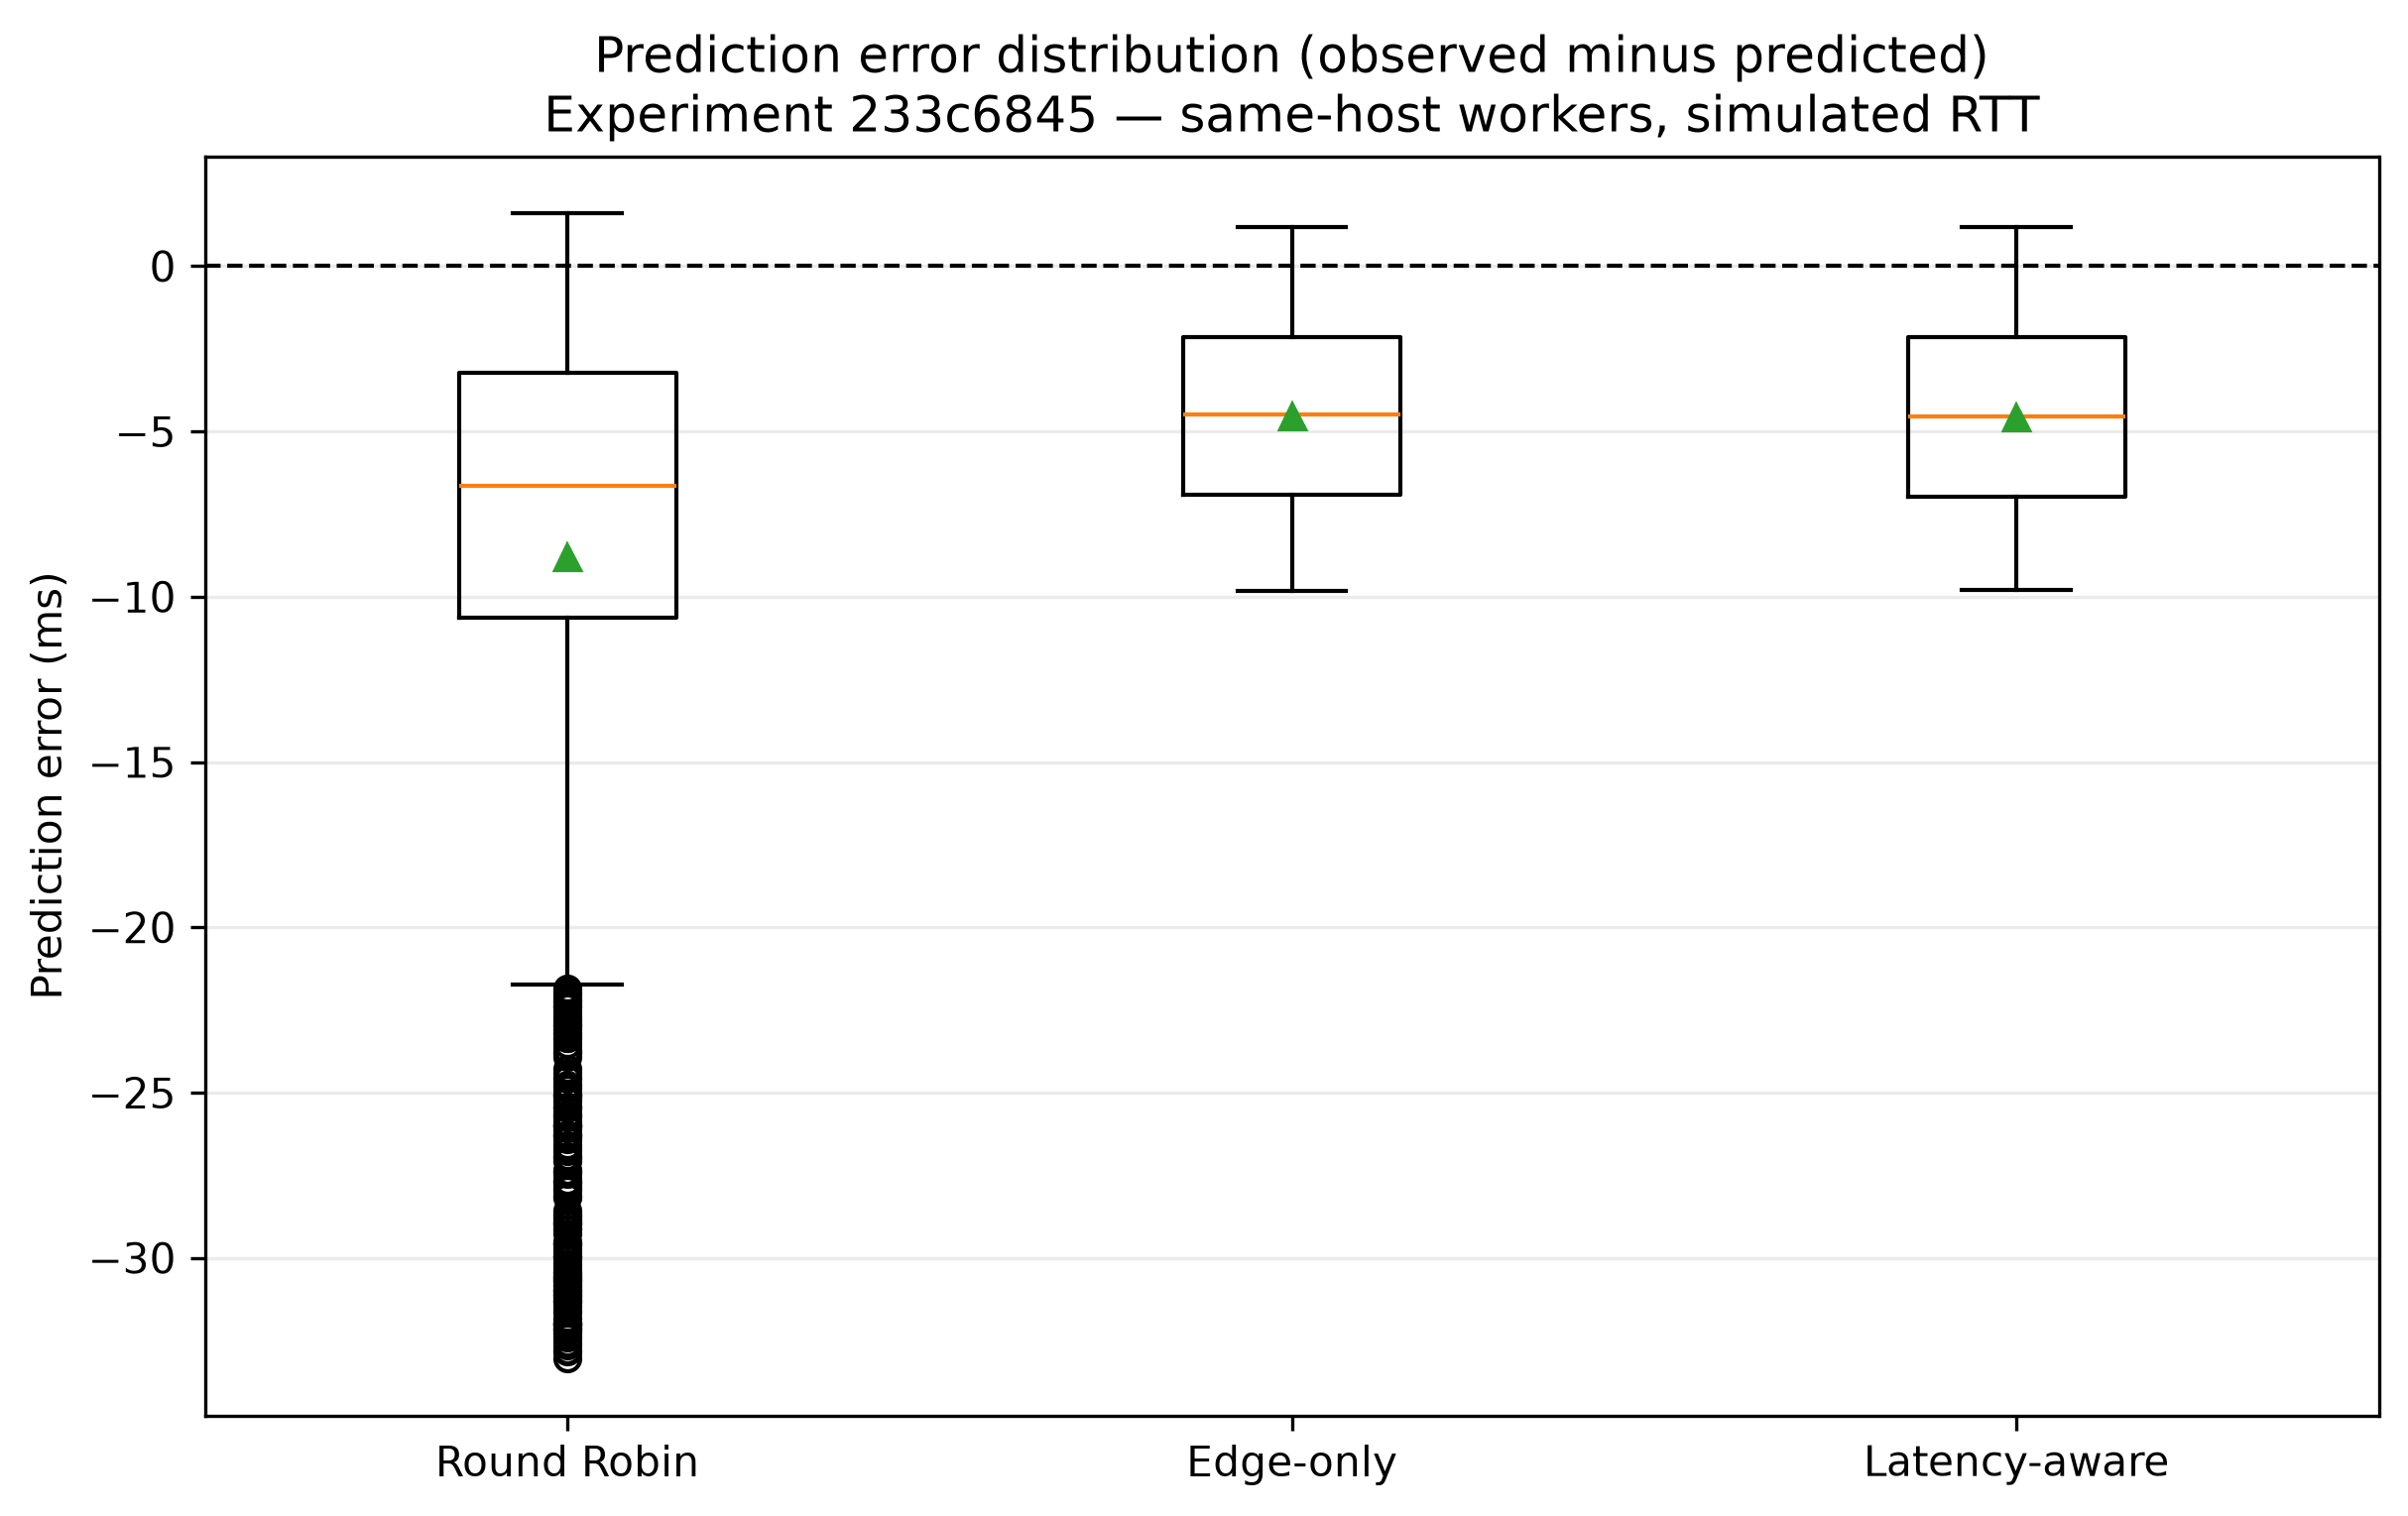 Prediction error distribution (observed minus predicted)
Experiment 233c6845 — same-host workers, simulated RTT
Prediction error (ms)
0
−5
−10
−15
−20
−25
−30
Round Robin
Edge-only
Latency-aware